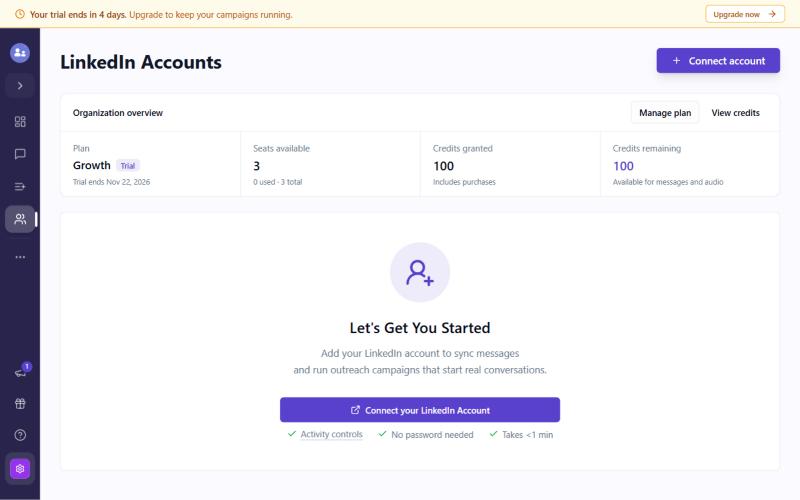 Your trial ends in 4 days. Upgrade to keep your campaigns running.
Upgrade now
LinkedIn Accounts
Connect account
Organization overview
Manage plan
View credits
Plan
Growth Trial
Trial ends Nov 22, 2026
Seats available
3
0 used · 3 total
Credits granted
100
Includes purchases
Credits remaining
100
Available for messages and audio
Let's Get You Started
Add your LinkedIn account to sync messages
and run outreach campaigns that start real conversations.
Connect your LinkedIn Account
Activity controls
No password needed
Takes <1 min
1